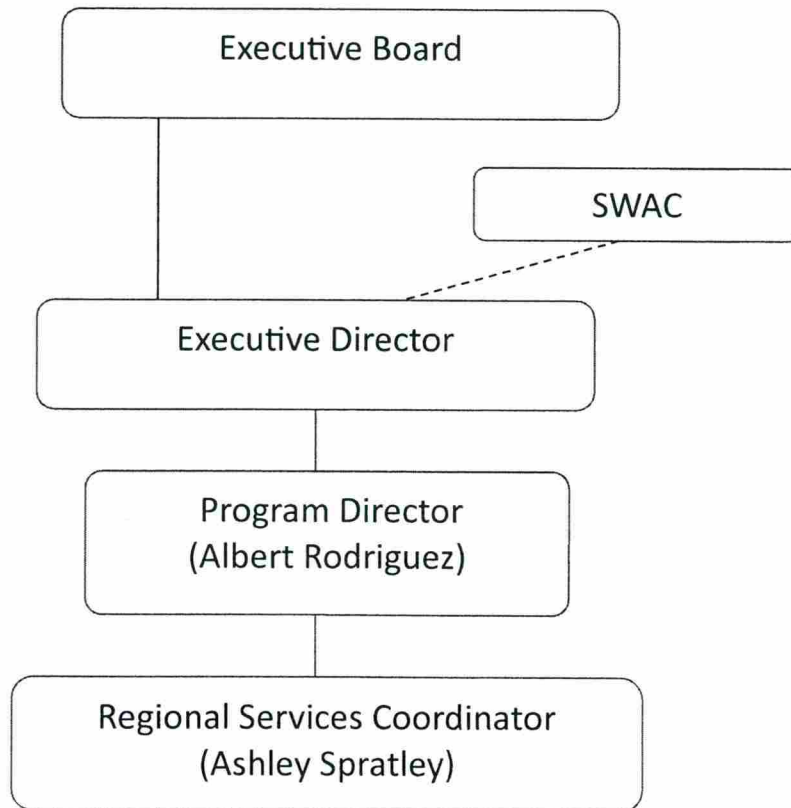 Executive Board
SWAC
Executive Director
Program Director
(Albert Rodriguez)
Regional Services Coordinator
(Ashley Spratley)